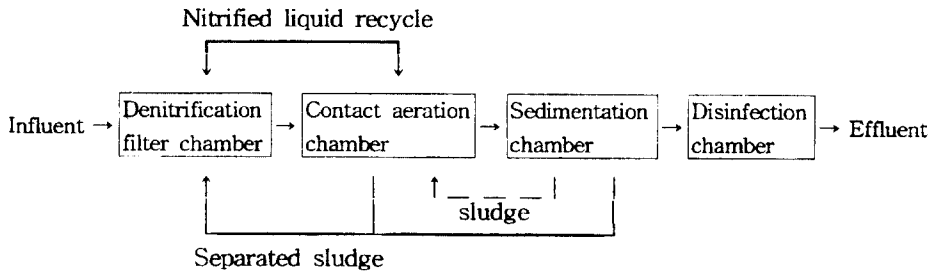 Nitrified liquid recycle
Influent
Denitrification
filter chamber
Contact aeration
chamber
Sedimentation
chamber
Disinfection
chamber
Effluent
sludge
Separated sludge